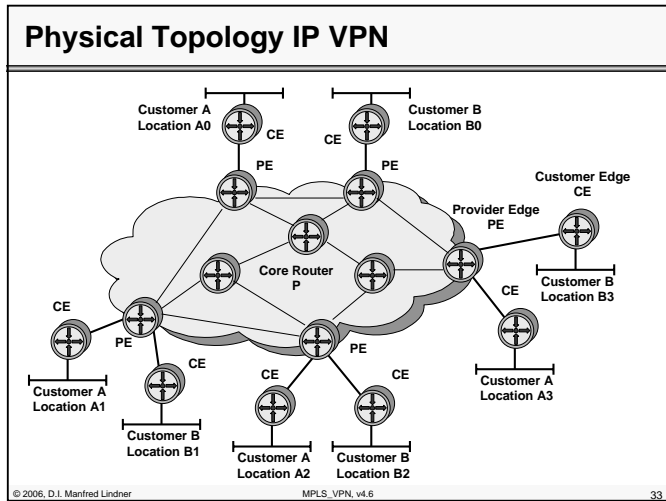 Physical Topology IP VPN
Customer A
Location A0
CE
Customer B
Location B0
CE
PE
PE
Customer Edge
CE
Provider Edge
PE
Core Router
P
Customer B
Location B3
CE
CE
PE
PE
CE
CE
CE
Customer A
Location A3
Customer A
Location A1
Customer B
Location B1
Customer A
Location A2
Customer B
Location B2
© 2006, D.I. Manfred Lindner
MPLS_VPN, v4.6
33